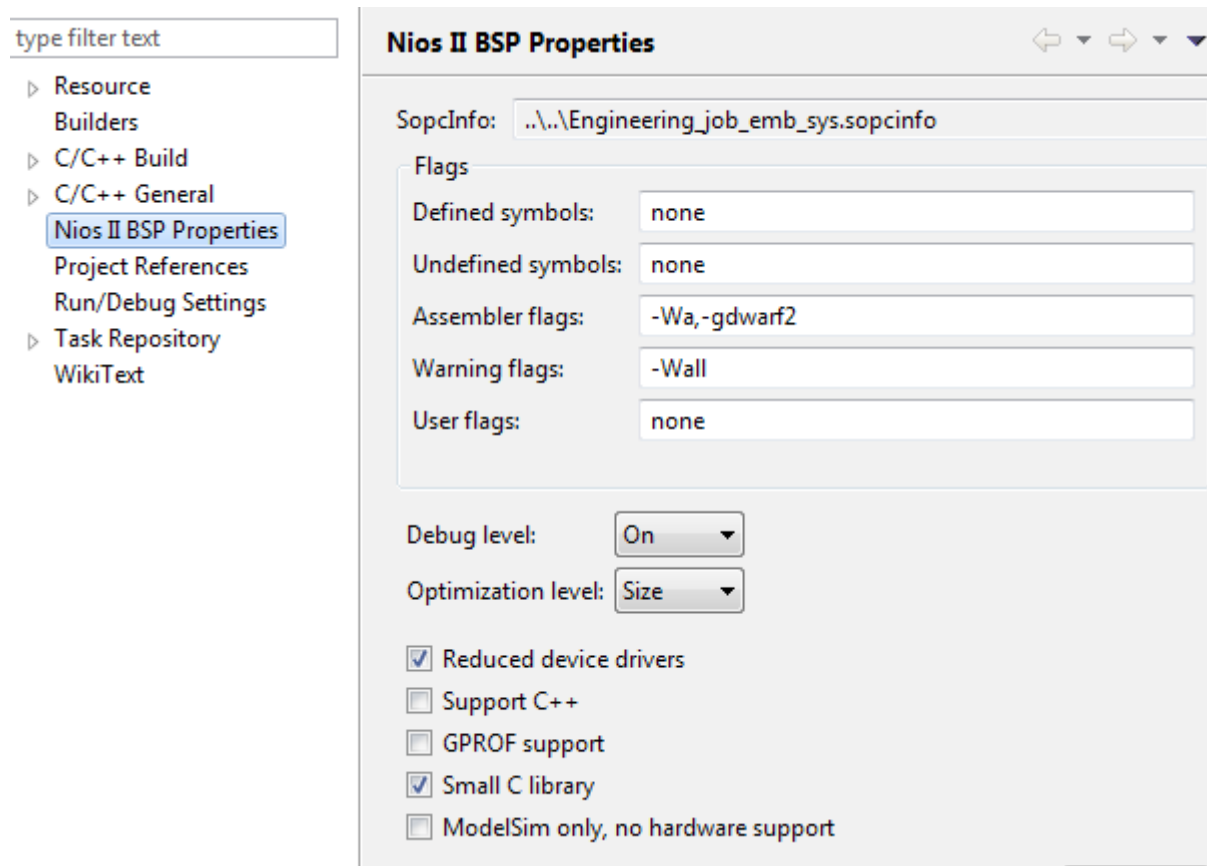 type filter text
Resource
Builders
C/C++ Build
C/C++ General
Nios II BSP Properties
Project References
Run/Debug Settings
Task Repository
WikiText
Nios II BSP Properties
SopcInfo: ..\..\Engineering_job_emb_sys.sopcinfo
Flags
Defined symbols: none
Undefined symbols: none
Assembler flags: -Wa,-gdwarf2
Warning flags: -Wall
User flags: none
Debug level: On
Optimization level: Size
Reduced device drivers
Support C++
GPROF support
Small C library
ModelSim only, no hardware support